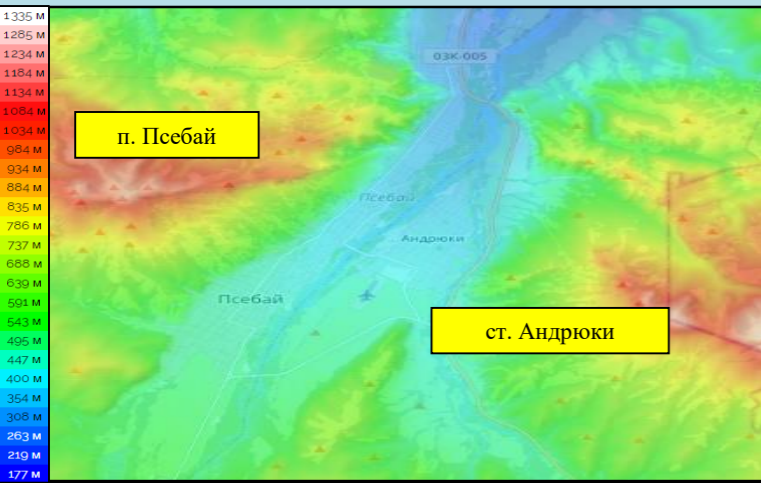 1335 м
1285 м
1234 м
1184 м
1134 м
1084 м
1034 м
984 м
934 м
884 м
835 м
786 м
737 м
688 м
639 м
591 м
543 м
495 м
447 м
400 м
354 м
308 м
263 м
219 м
177 м
03К-005
п. Псебай
Псебай
Андрюки
Псебай
ст. Андрюки